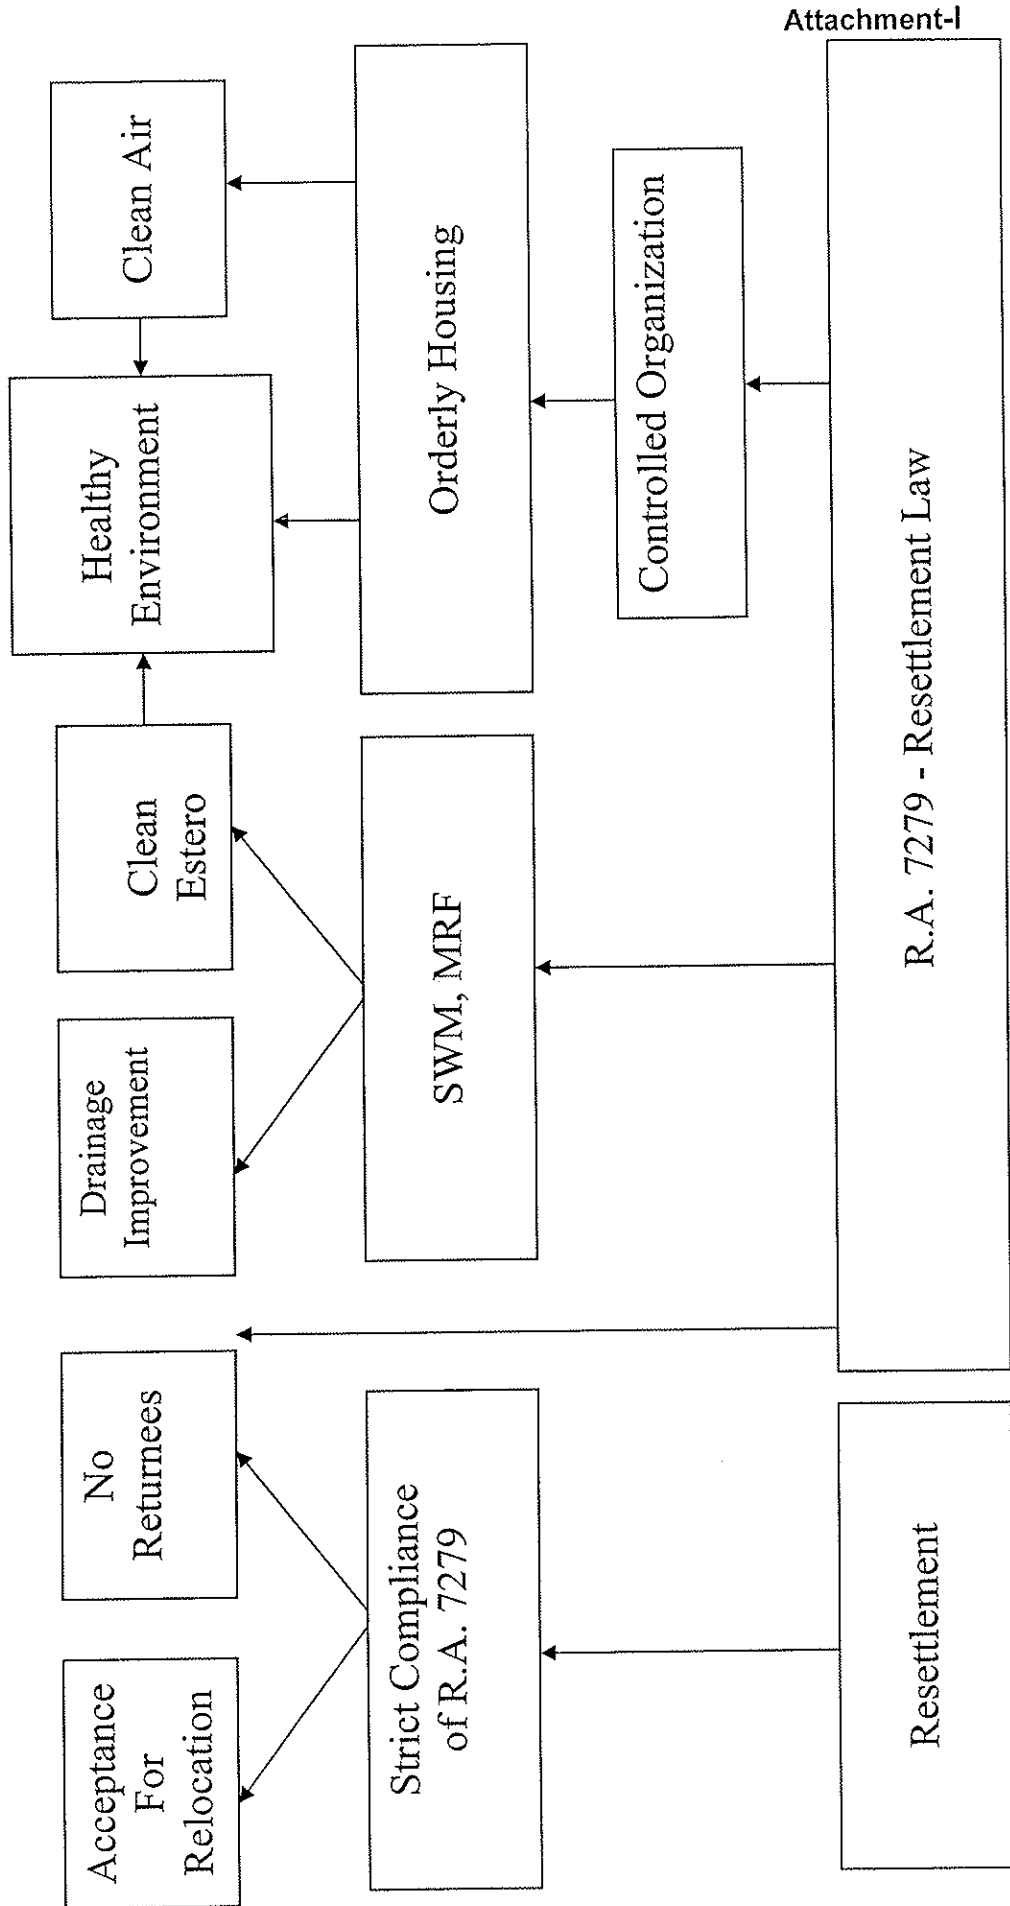 Attachment-I
Acceptance
For
Relocation
No
Returnees
Drainage
Improvement
Clean
Estero
Healthy
Environment
Clean Air
Strict Compliance
of R.A. 7279
SWM, MRF
Orderly Housing
Controlled Organization
Resettlement
R.A. 7279 - Resettlement Law